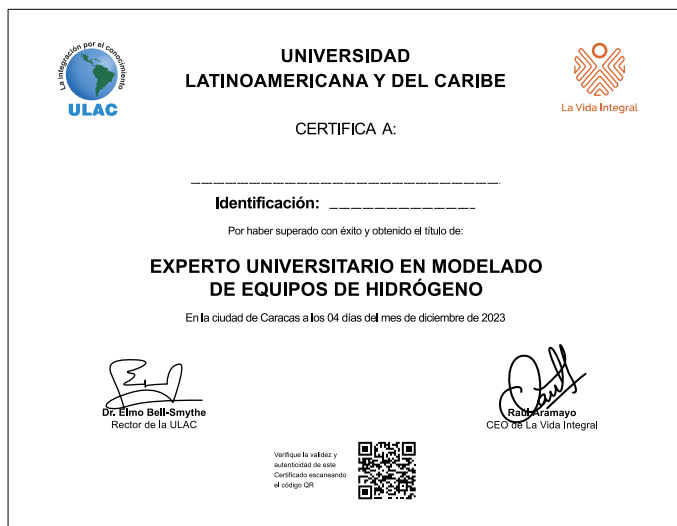 La integración por el conocimiento
ULAC
UNIVERSIDAD
LATINOAMERICANA Y DEL CARIBE
La Vida Integral
CERTIFICA A:
Identificación:
Por haber superado con éxito y obtenido el título de:
EXPERTO UNIVERSITARIO EN MODELADO
DE EQUIPOS DE HIDRÓGENO
En la ciudad de Caracas a los 04 días del mes de diciembre de 2023
Dr. Elmo Bell-Smythe
Rector de la ULAC
Raúl Aramayo
CEO de La Vida Integral
Verifique la validez y
autenticidad de este
Certificado escaneando
el código QR